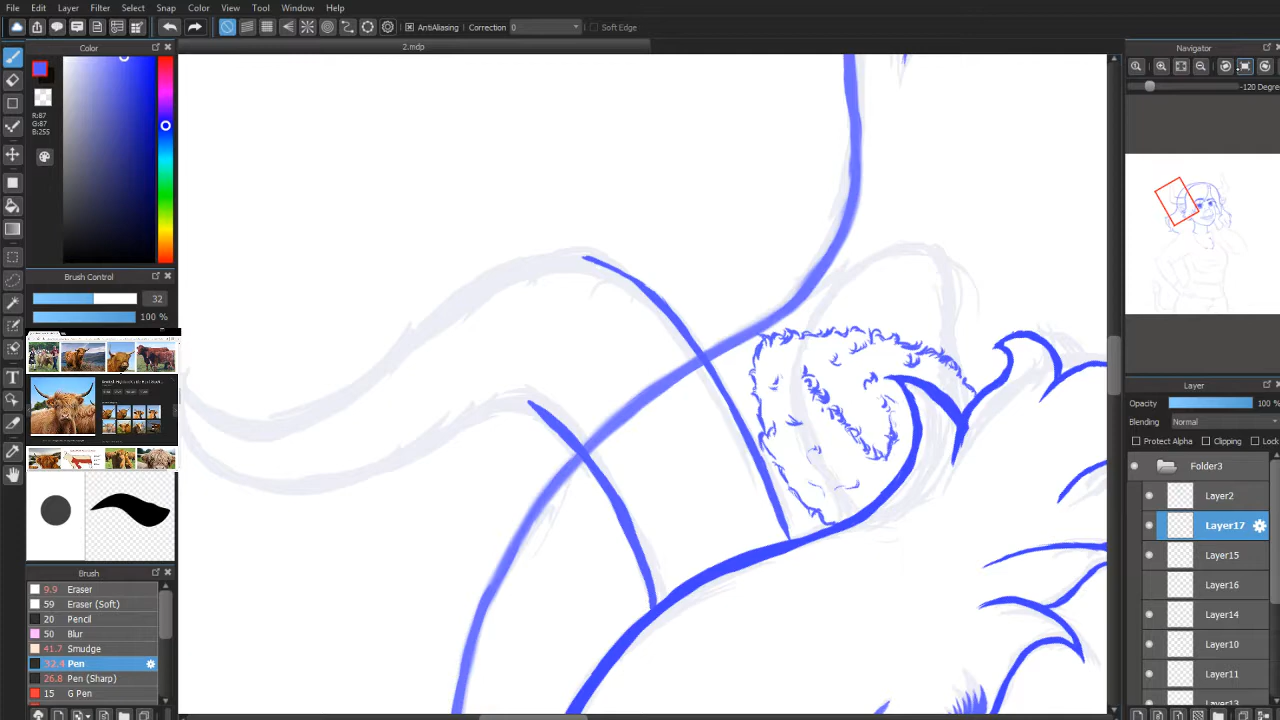 File Edit Layer Filter Select Snap Color View Tool Window Help
AntiAliasing Correction 0 Soft Edge
2.mdp
Color
R:87
G:87
B:255
Brush Control
32
100 %
Brush
9.9 Eraser
59 Eraser (Soft)
20 Pencil
50 Blur
41.7 Smudge
32.4 Pen
26.8 Pen (Sharp)
15 G Pen
Navigator
-120 Degree
Layer
Opacity 100 %
Blending Normal
Protect Alpha Clipping Lock
Folder3
Layer2
Layer17
Layer15
Layer16
Layer14
Layer10
Layer11
Layer13